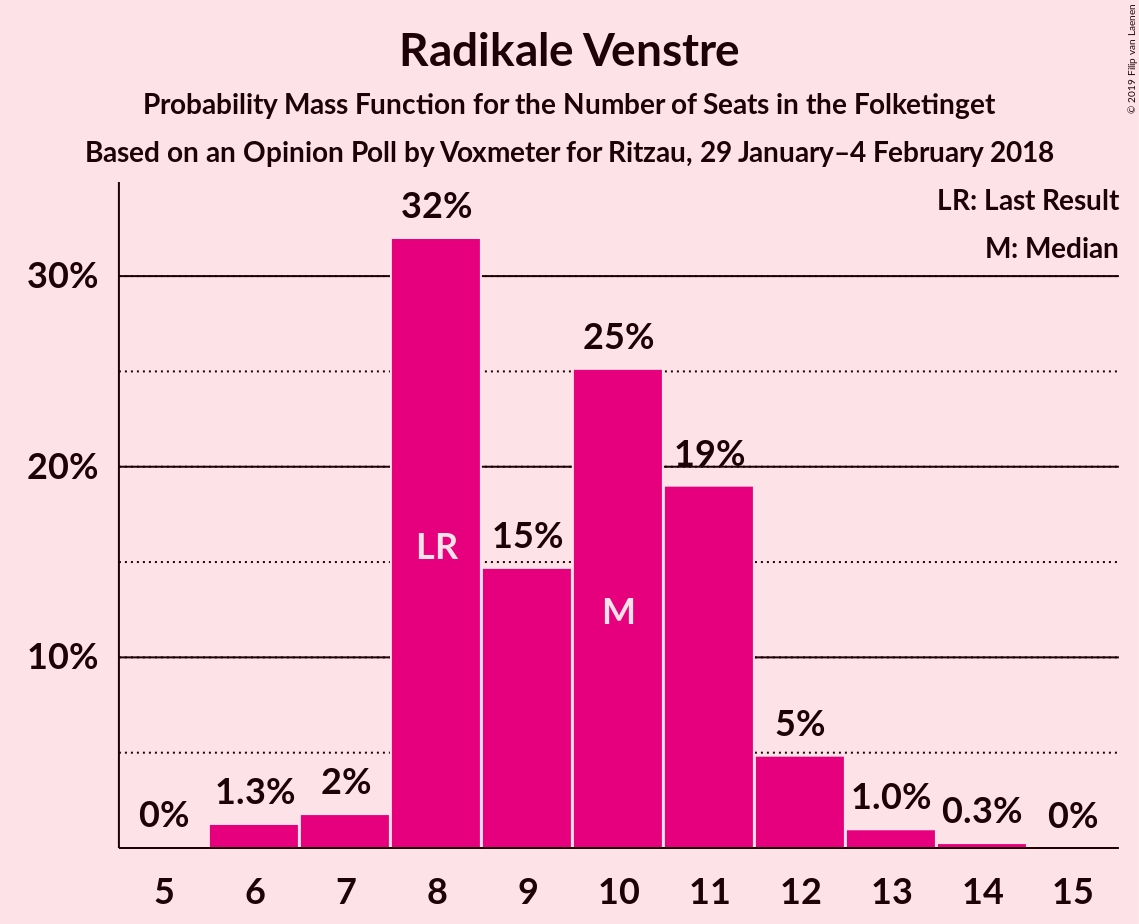 Radikale Venstre
Probability Mass Function for the Number of Seats in the Folketinget
Based on an Opinion Poll by Voxmeter for Ritzau, 29 January–4 February 2018
© 2019 Filip van Laenen
LR: Last Result
M: Median
30%
20%
10%
0%
1.3%
2%
32%
15%
25%
19%
5%
1.0%
0.3%
0%
LR
M
5 6 7 8 9 10 11 12 13 14 15